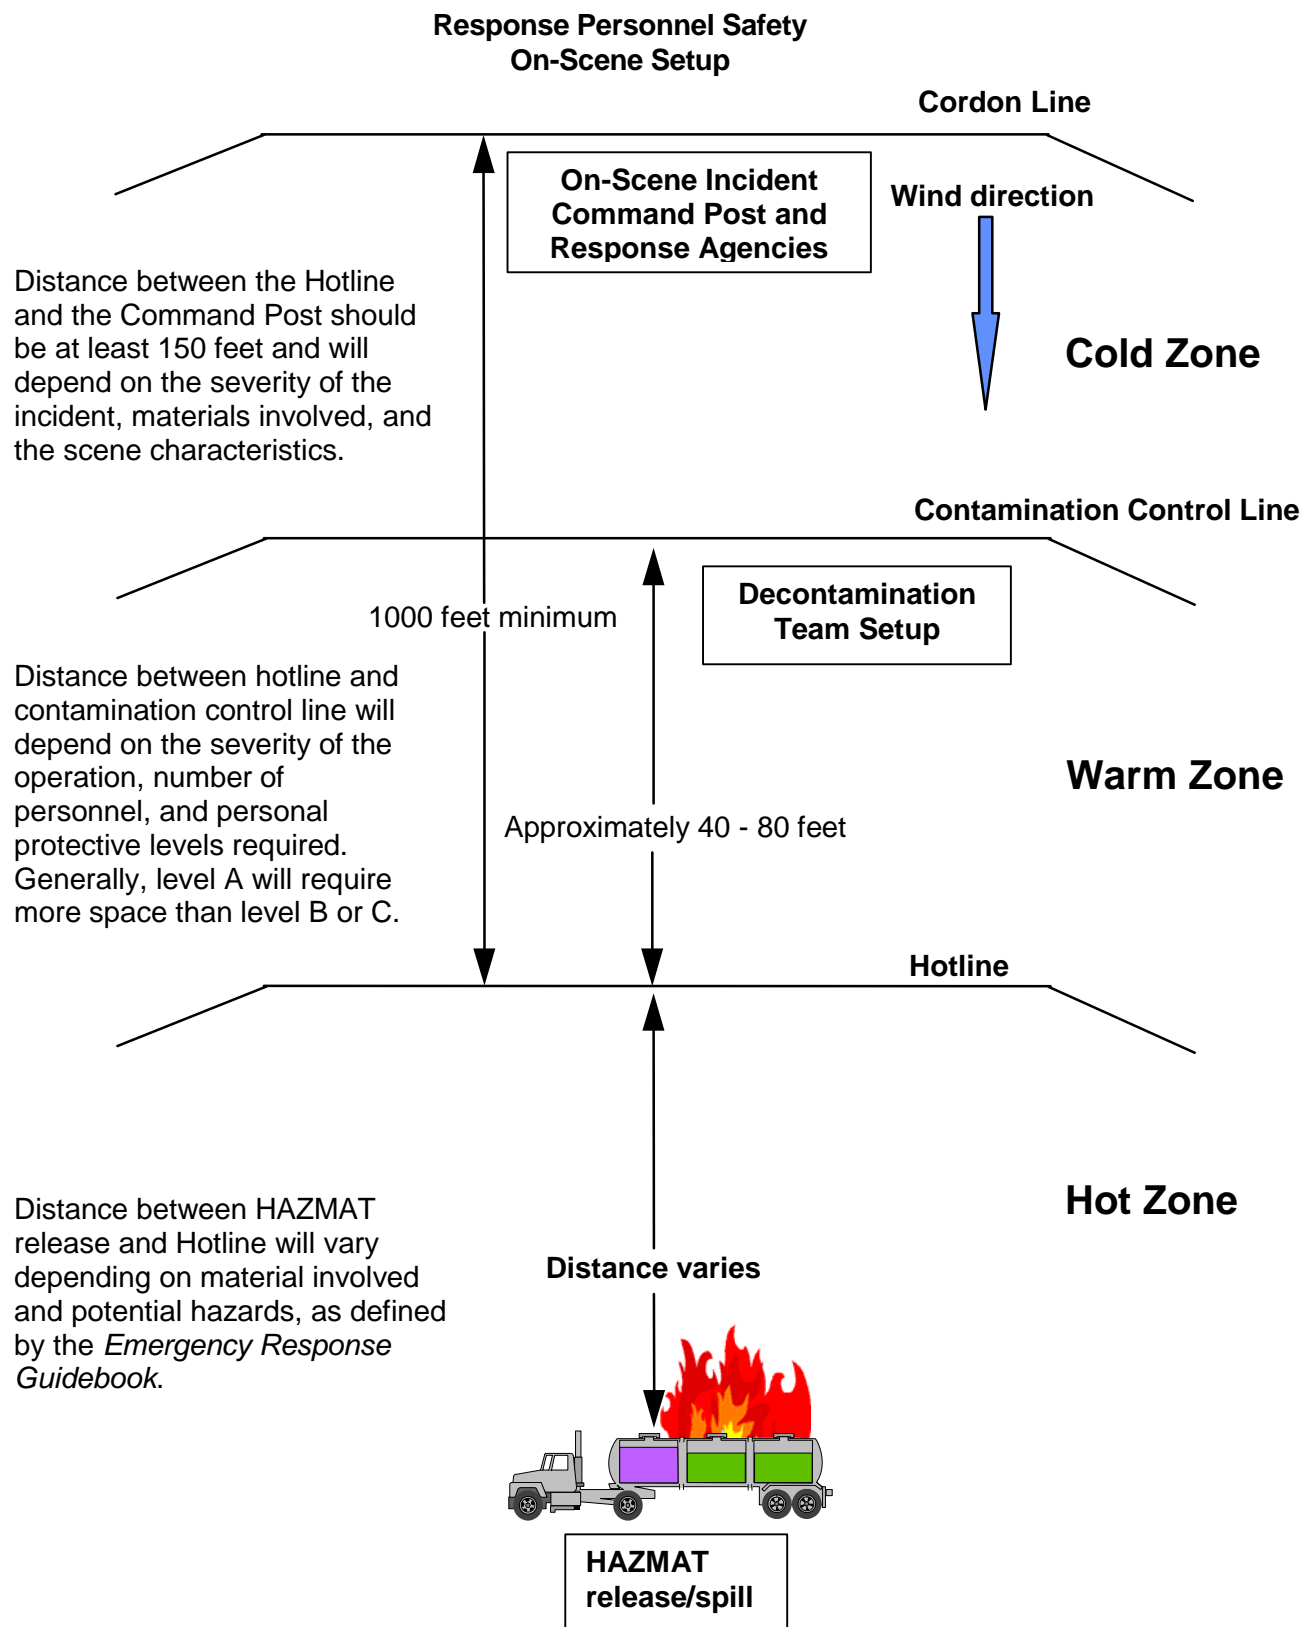 Response Personnel Safety
On-Scene Setup
Cordon Line
On-Scene Incident
Command Post and
Response Agencies
Wind direction
Distance between the Hotline
and the Command Post should
be at least 150 feet and will
depend on the severity of the
incident, materials involved, and
the scene characteristics.
Cold Zone
Contamination Control Line
Decontamination
Team Setup
1000 feet minimum
Distance between hotline and
contamination control line will
depend on the severity of the
operation, number of
personnel, and personal
protective levels required.
Generally, level A will require
more space than level B or C.
Warm Zone
Approximately 40 - 80 feet
Hotline
Hot Zone
Distance between HAZMAT
release and Hotline will vary
depending on material involved
and potential hazards, as defined
by the Emergency Response
Guidebook.
Distance varies
HAZMAT
release/spill